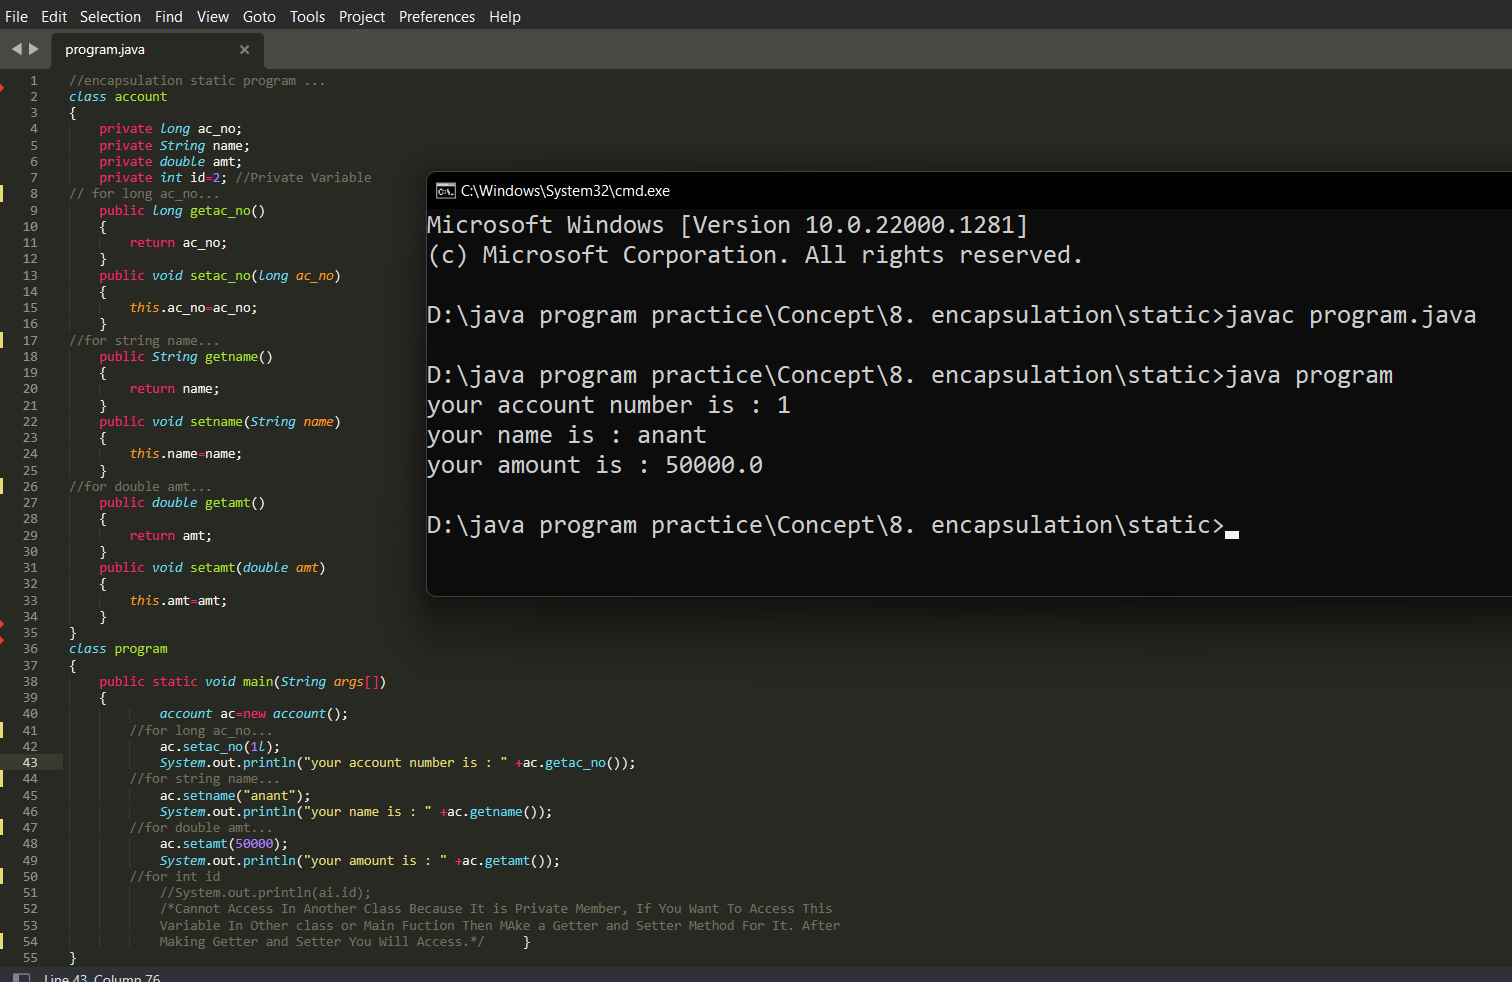 File Edit Selection Find View Goto Tools Project Preferences Help
program.java
1 //encapsulation static program ...
2 class account
3 {
4 private long ac_no;
5 private String name;
6 private double amt;
7 private int id=2; //Private Variable
8 // for long ac_no...
9 public long getac_no()
10 {
11 return ac_no;
12 }
13 public void setac_no(long ac_no)
14 {
15 this.ac_no=ac_no;
16 }
17 //for string name...
18 public String getname()
19 {
20 return name;
21 }
22 public void setname(String name)
23 {
24 this.name=name;
25 }
26 //for double amt...
27 public double getamt()
28 {
29 return amt;
30 }
31 public void setamt(double amt)
32 {
33 this.amt=amt;
34 }
35 }
36 class program
37 {
38 public static void main(String args[])
39 {
40 account ac=new account();
41 //for long ac_no...
42 ac.setac_no(1l);
43 System.out.println("your account number is : " +ac.getac_no());
44 //for string name...
45 ac.setname("anant");
46 System.out.println("your name is : " +ac.getname());
47 //for double amt...
48 ac.setamt(50000);
49 System.out.println("your amount is : " +ac.getamt());
50 //for int id
51 //System.out.println(ai.id);
52 /*Cannot Access In Another Class Because It is Private Member, If You Want To Access This
53 Variable In Other class or Main Fuction Then MAke a Getter and Setter Method For It. After
54 Making Getter and Setter You Will Access.*/ }
55 }
C:\Windows\System32\cmd.exe
Microsoft Windows [Version 10.0.22000.1281]
(c) Microsoft Corporation. All rights reserved.
D:\java program practice\Concept\8. encapsulation\static>javac program.java
D:\java program practice\Concept\8. encapsulation\static>java program
your account number is : 1
your name is : anant
your amount is : 50000.0
D:\java program practice\Concept\8. encapsulation\static>
Line 43, Column 76